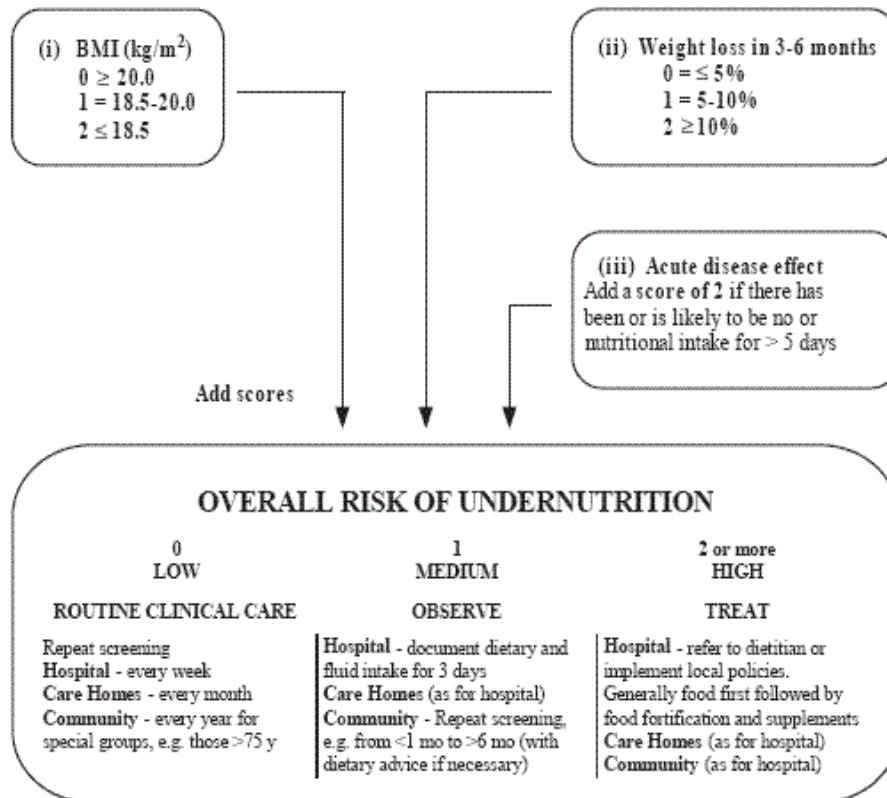 (i) BMI (kg/m²)
0 ≥ 20.0
1 = 18.5-20.0
2 ≤ 18.5
(ii) Weight loss in 3-6 months
0 = ≤ 5%
1 = 5-10%
2 ≥10%
(iii) Acute disease effect
Add a score of 2 if there has
been or is likely to be no or
nutritional intake for > 5 days
Add scores
OVERALL RISK OF UNDERNUTRITION
0
LOW
ROUTINE CLINICAL CARE
Repeat screening
Hospital - every week
Care Homes - every month
Community - every year for
special groups, e.g. those >75 y
1
MEDIUM
OBSERVE
Hospital - document dietary and
fluid intake for 3 days
Care Homes (as for hospital)
Community - Repeat screening,
e.g. from <1 mo to >6 mo (with
dietary advice if necessary)
2 or more
HIGH
TREAT
Hospital - refer to dietitian or
implement local policies.
Generally food first followed by
food fortification and supplements
Care Homes (as for hospital)
Community (as for hospital)